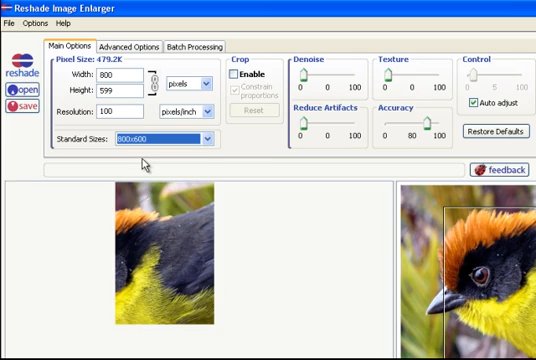 Reshade Image Enlarger
File Options Help
Main Options Advanced Options Batch Processing
reshade
open
save
Pixel Size: 479.2K
Width: 800
Height: 599
pixels
Resolution: 100 pixels/inch
Standard Sizes: 800x600
Crop
Enable
Constrain
proportions
Reset
Denoise
0 0 100
Texture
0 0 100
Reduce Artifacts
0 0 100
Accuracy
0 80 100
Control
0 5 100
Auto adjust
Restore Defaults
feedback